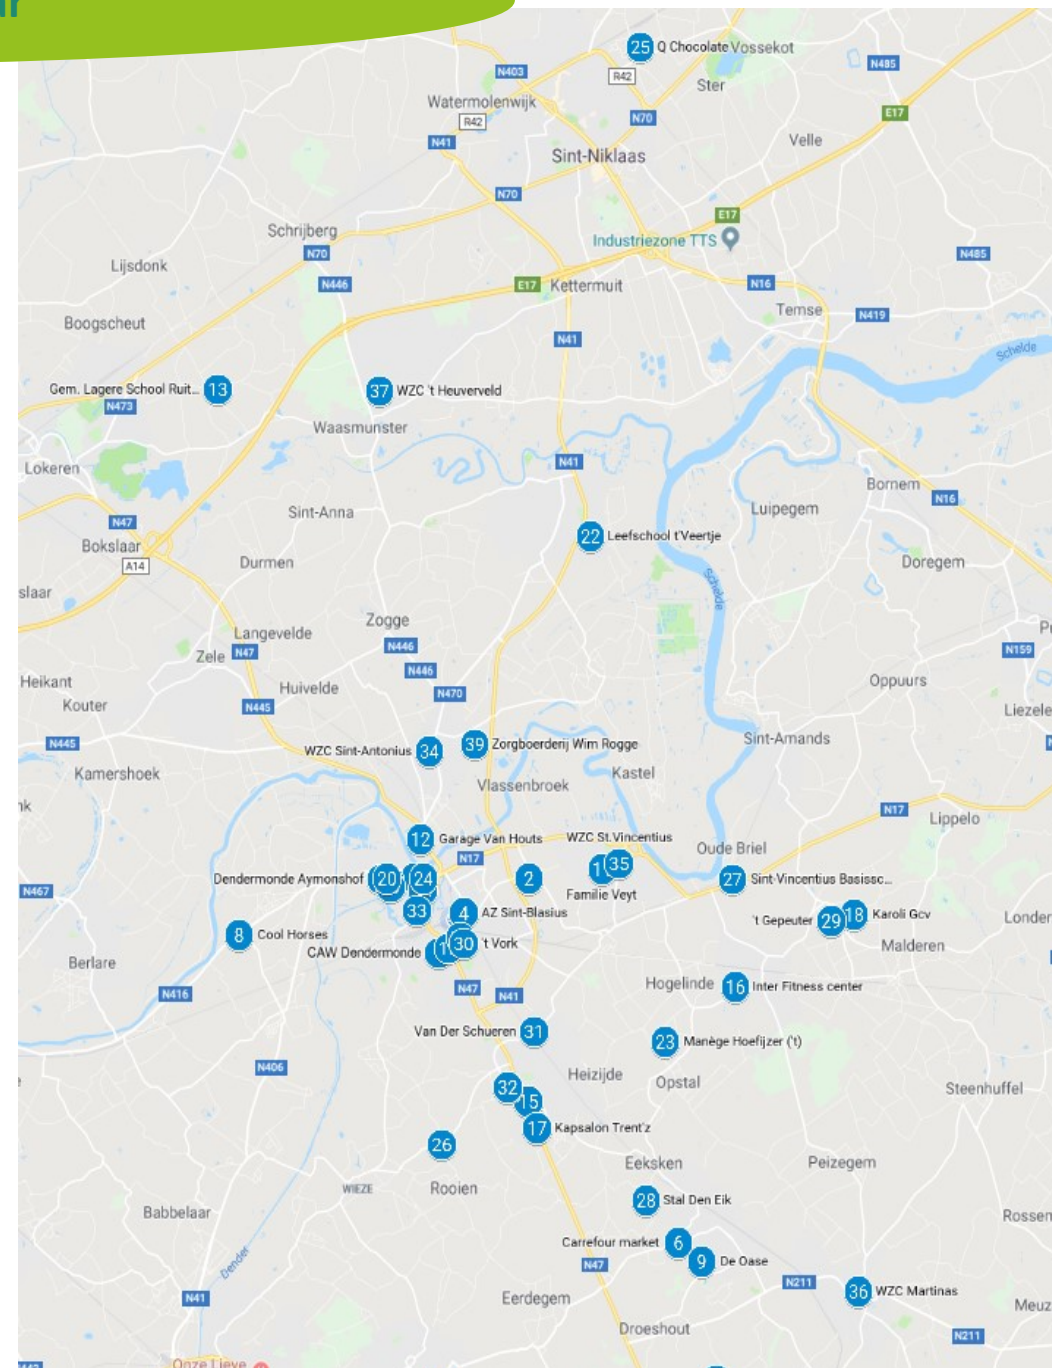 25 Q Chocolate Vossekot
N403
R42
N485
Ster
Watermolenwijk
R42
N70
E17
N41
Velle
Sint-Niklaas
N70
E17
Schrijberg
Industriezone TTS
N70
N485
Lijsdonk
N446
E17 Kettermuit
N16
Temse
N419
Boogscheut
N41
Schelde
Gem. Lagere School Ruit... 13
37 WZC 't Heuverveld
N473
Waasmunster
Lokeren
N41
Bornem
N16
Sint-Anna
Luipegem
N47
22 Leefschool t'Veertje
Bokslaar
A14
Durmen
Doregem
slaar
Schelde
Zogge
Langevelde
N446
Zele N47
N159
N446
Heikant
Huivelde
N470
Oppuurs
Kouter
N445
Liezele
N445
WZC Sint-Antonius 34
39 Zorgboerderij Wim Rogge
Sint-Amands
Kamershoek
Kastel
Vlassenbroek
N17
Lippelo
12 Garage Van Houts
WZC St.Vincentius
Oude Briel
N17
35
Dendermonde Aymonshof 20
24
2
27 Sint-Vincentius Basissc...
N467
Familie Veyt
33
4 AZ Sint-Blasius
't Gepeuter 29
18 Karoli Gcv
Londer
8 Cool Horses
30 't Vork
CAW Dendermonde
Malderen
Berlare
N416
N47
N41
Hogelinde
16 Inter Fitness center
Van Der Schueren 31
23 Manège Hoefijzer ('t)
N406
Heizijde
Opstal
32
15
Steenhuffel
17 Kapsalon Trent'z
26
Eeksken
Peizegem
WIEZE
Rooien
28 Stal Den Eik
Babbelaar
Rossem
Carrefour market 6
9 De Oase
Dender
N47
N211
N41
Eerdegem
36 WZC Martinas
Meuz
Droeshout
N211
Onze Lieve